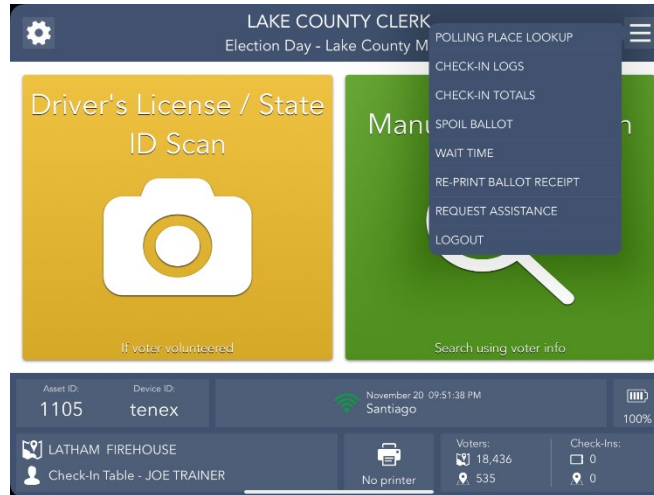 LAKE COUNTY CLERK
Election Day - Lake County M
POLLING PLACE LOOKUP
CHECK-IN LOGS
CHECK-IN TOTALS
SPOIL BALLOT
WAIT TIME
RE-PRINT BALLOT RECEIPT
REQUEST ASSISTANCE
LOGOUT
Driver's License / State
ID Scan
If voter volunteered
Search using voter info
Asset ID:
1105
Device ID:
tenex
November 20 09:51:38 PM
Santiago
100%
LATHAM FIREHOUSE
Check-In Table - JOE TRAINER
No printer
Voters:
18,436
535
Check-Ins:
0
0